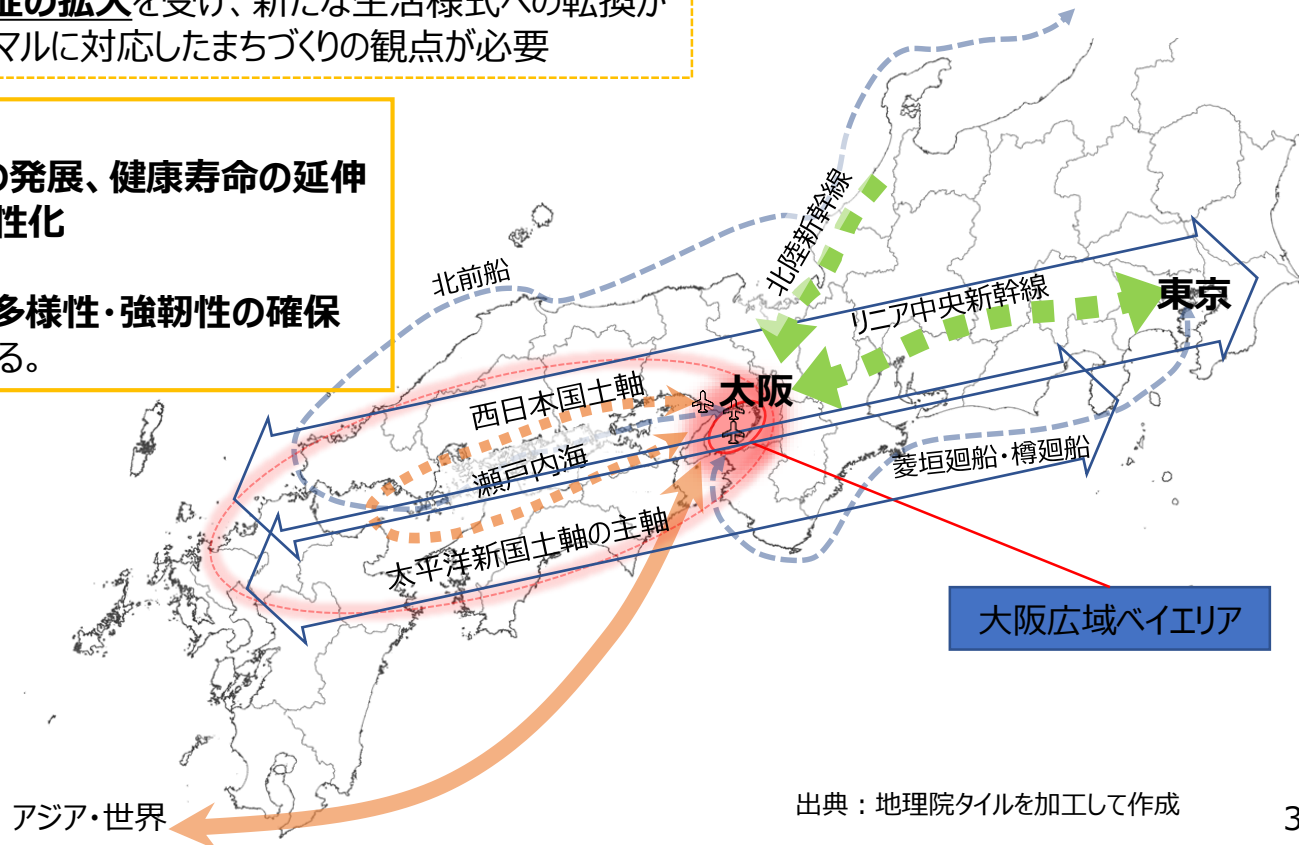 症の拡大を受け、新たな生活様式への転換が
マルに対応したまちづくりの観点が必要
の発展、健康寿命の延伸
性化
多様性・強靭性の確保
る。
北前船
北陸新幹線
リニア中央新幹線
東京
大阪
西日本国土軸
瀬戸内海
太平洋新国土軸の主軸
菱垣廻船・樽廻船
大阪広域ベイエリア
アジア・世界
出典：地理院タイルを加工して作成
3